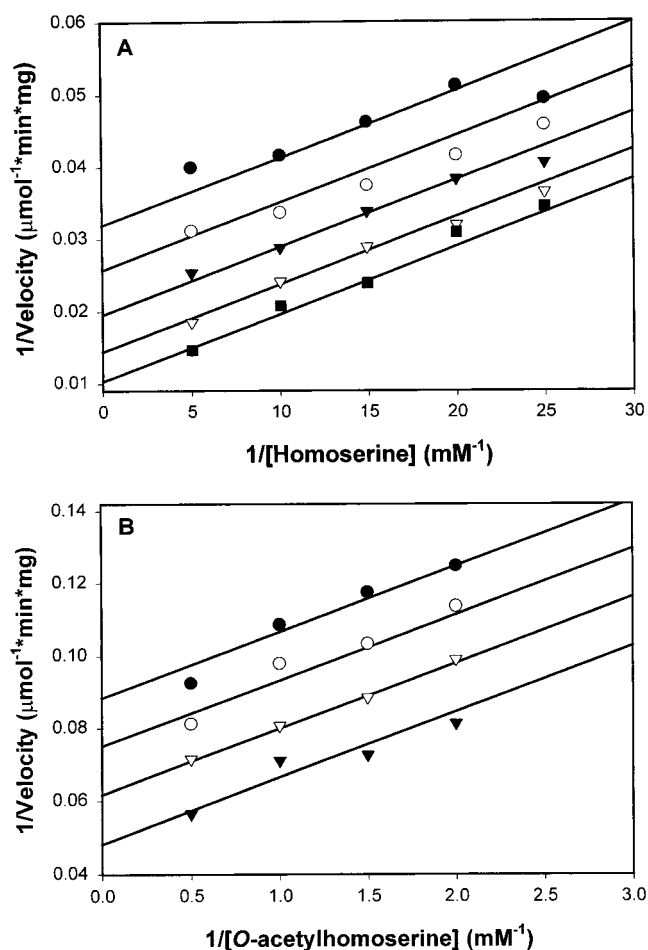 A
0.06
0.05
0.04
0.03
0.02
0.01
1/Velocity (μmol⁻¹*min*mg)
0 5 10 15 20 25 30
1/[Homoserine] (mM⁻¹)
B
0.14
0.12
0.10
0.08
0.06
0.04
1/Velocity (μmol⁻¹*min*mg)
0.0 0.5 1.0 1.5 2.0 2.5 3.0
1/[O-acetylhomoserine] (mM⁻¹)